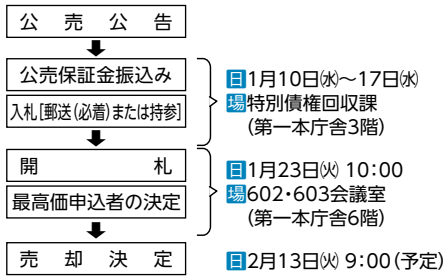 公売公告
公売保証金振込み
入札[郵送(必着)または持参]
日1月10日㈬〜17日㈬
場特別債権回収課
(第一本庁舎3階)
開札
最高価申込者の決定
日1月23日㈫ 10:00
場602・603会議室
(第一本庁舎6階)
売却決定
日2月13日㈫ 9:00(予定)